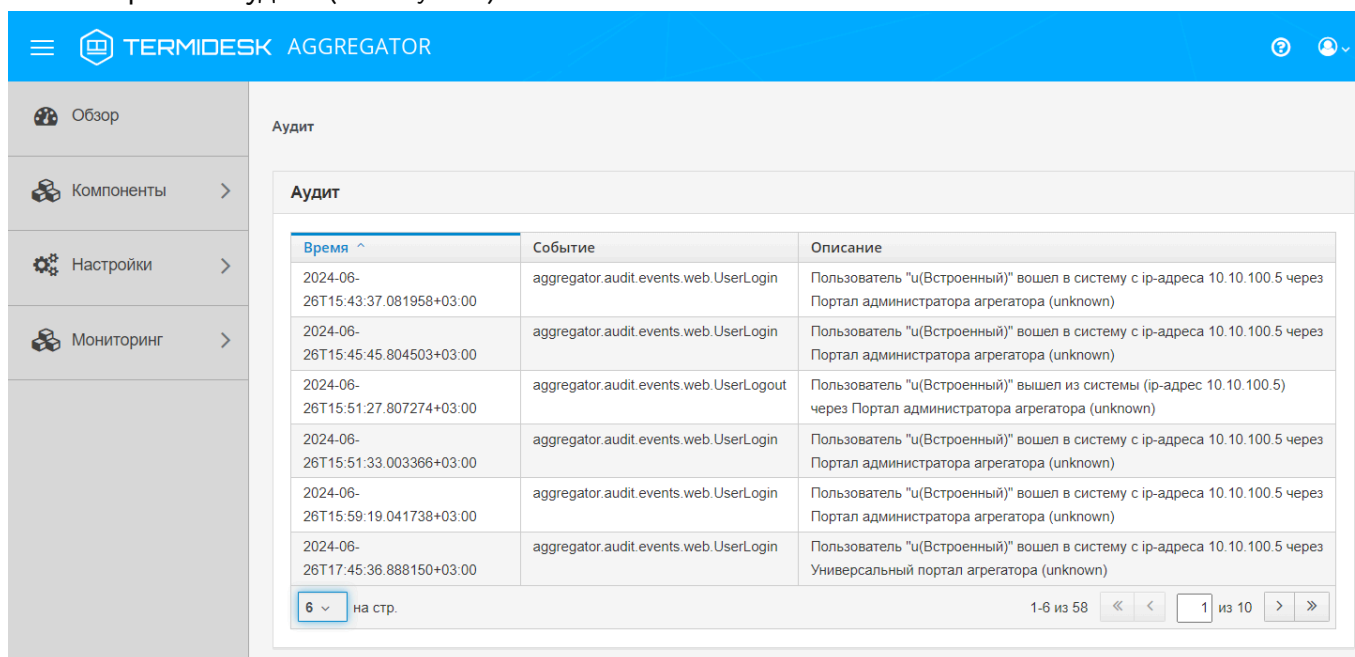 TERMIDESK AGGREGATOR
Обзор
Компоненты
Настройки
Мониторинг
Аудит
Аудит
Время Событие Описание
2024-06-
26T15:43:37.081958+03:00
aggregator.audit.events.web.UserLogin
Пользователь "u(Встроенный)" вошел в систему с ip-адреса 10.10.100.5 через
Портал администратора агрегатора (unknown)
2024-06-
26T15:45:45.804503+03:00
aggregator.audit.events.web.UserLogin
Пользователь "u(Встроенный)" вошел в систему с ip-адреса 10.10.100.5 через
Портал администратора агрегатора (unknown)
2024-06-
26T15:51:27.807274+03:00
aggregator.audit.events.web.UserLogout
Пользователь "u(Встроенный)" вышел из системы (ip-адрес 10.10.100.5)
через Портал администратора агрегатора (unknown)
2024-06-
26T15:51:33.003366+03:00
aggregator.audit.events.web.UserLogin
Пользователь "u(Встроенный)" вошел в систему с ip-адреса 10.10.100.5 через
Портал администратора агрегатора (unknown)
2024-06-
26T15:59:19.041738+03:00
aggregator.audit.events.web.UserLogin
Пользователь "u(Встроенный)" вошел в систему с ip-адреса 10.10.100.5 через
Портал администратора агрегатора (unknown)
2024-06-
26T17:45:36.888150+03:00
aggregator.audit.events.web.UserLogin
Пользователь "u(Встроенный)" вошел в систему с ip-адреса 10.10.100.5 через
Универсальный портал агрегатора (unknown)
6 на стр.
1-6 из 58 « < 1 из 10 > »